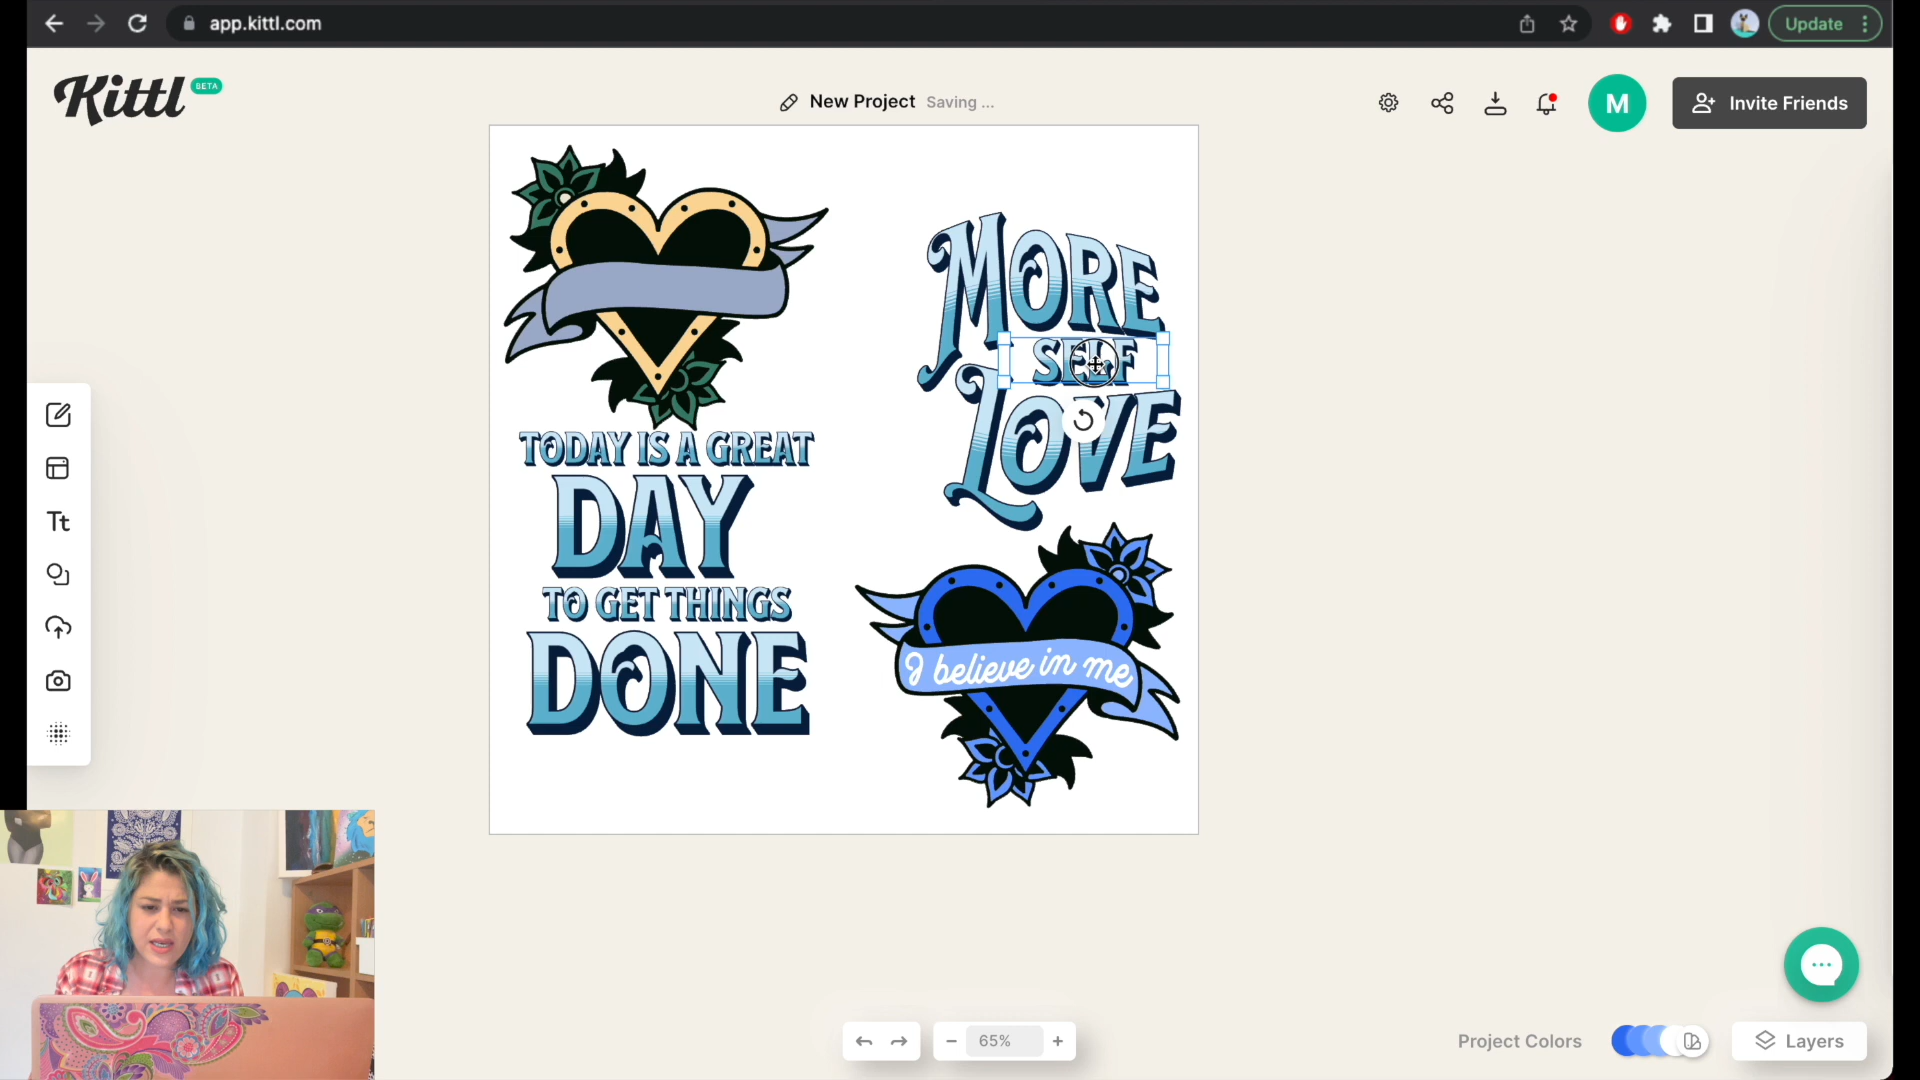 app.kittl.com
Update
Kittl BETA
New Project Saving ...
M
Invite Friends
MORE
SELF
LOVE
TODAY IS A GREAT
DAY
TO GET THINGS
DONE
I believe in me
Tt
65%
Project Colors
Layers